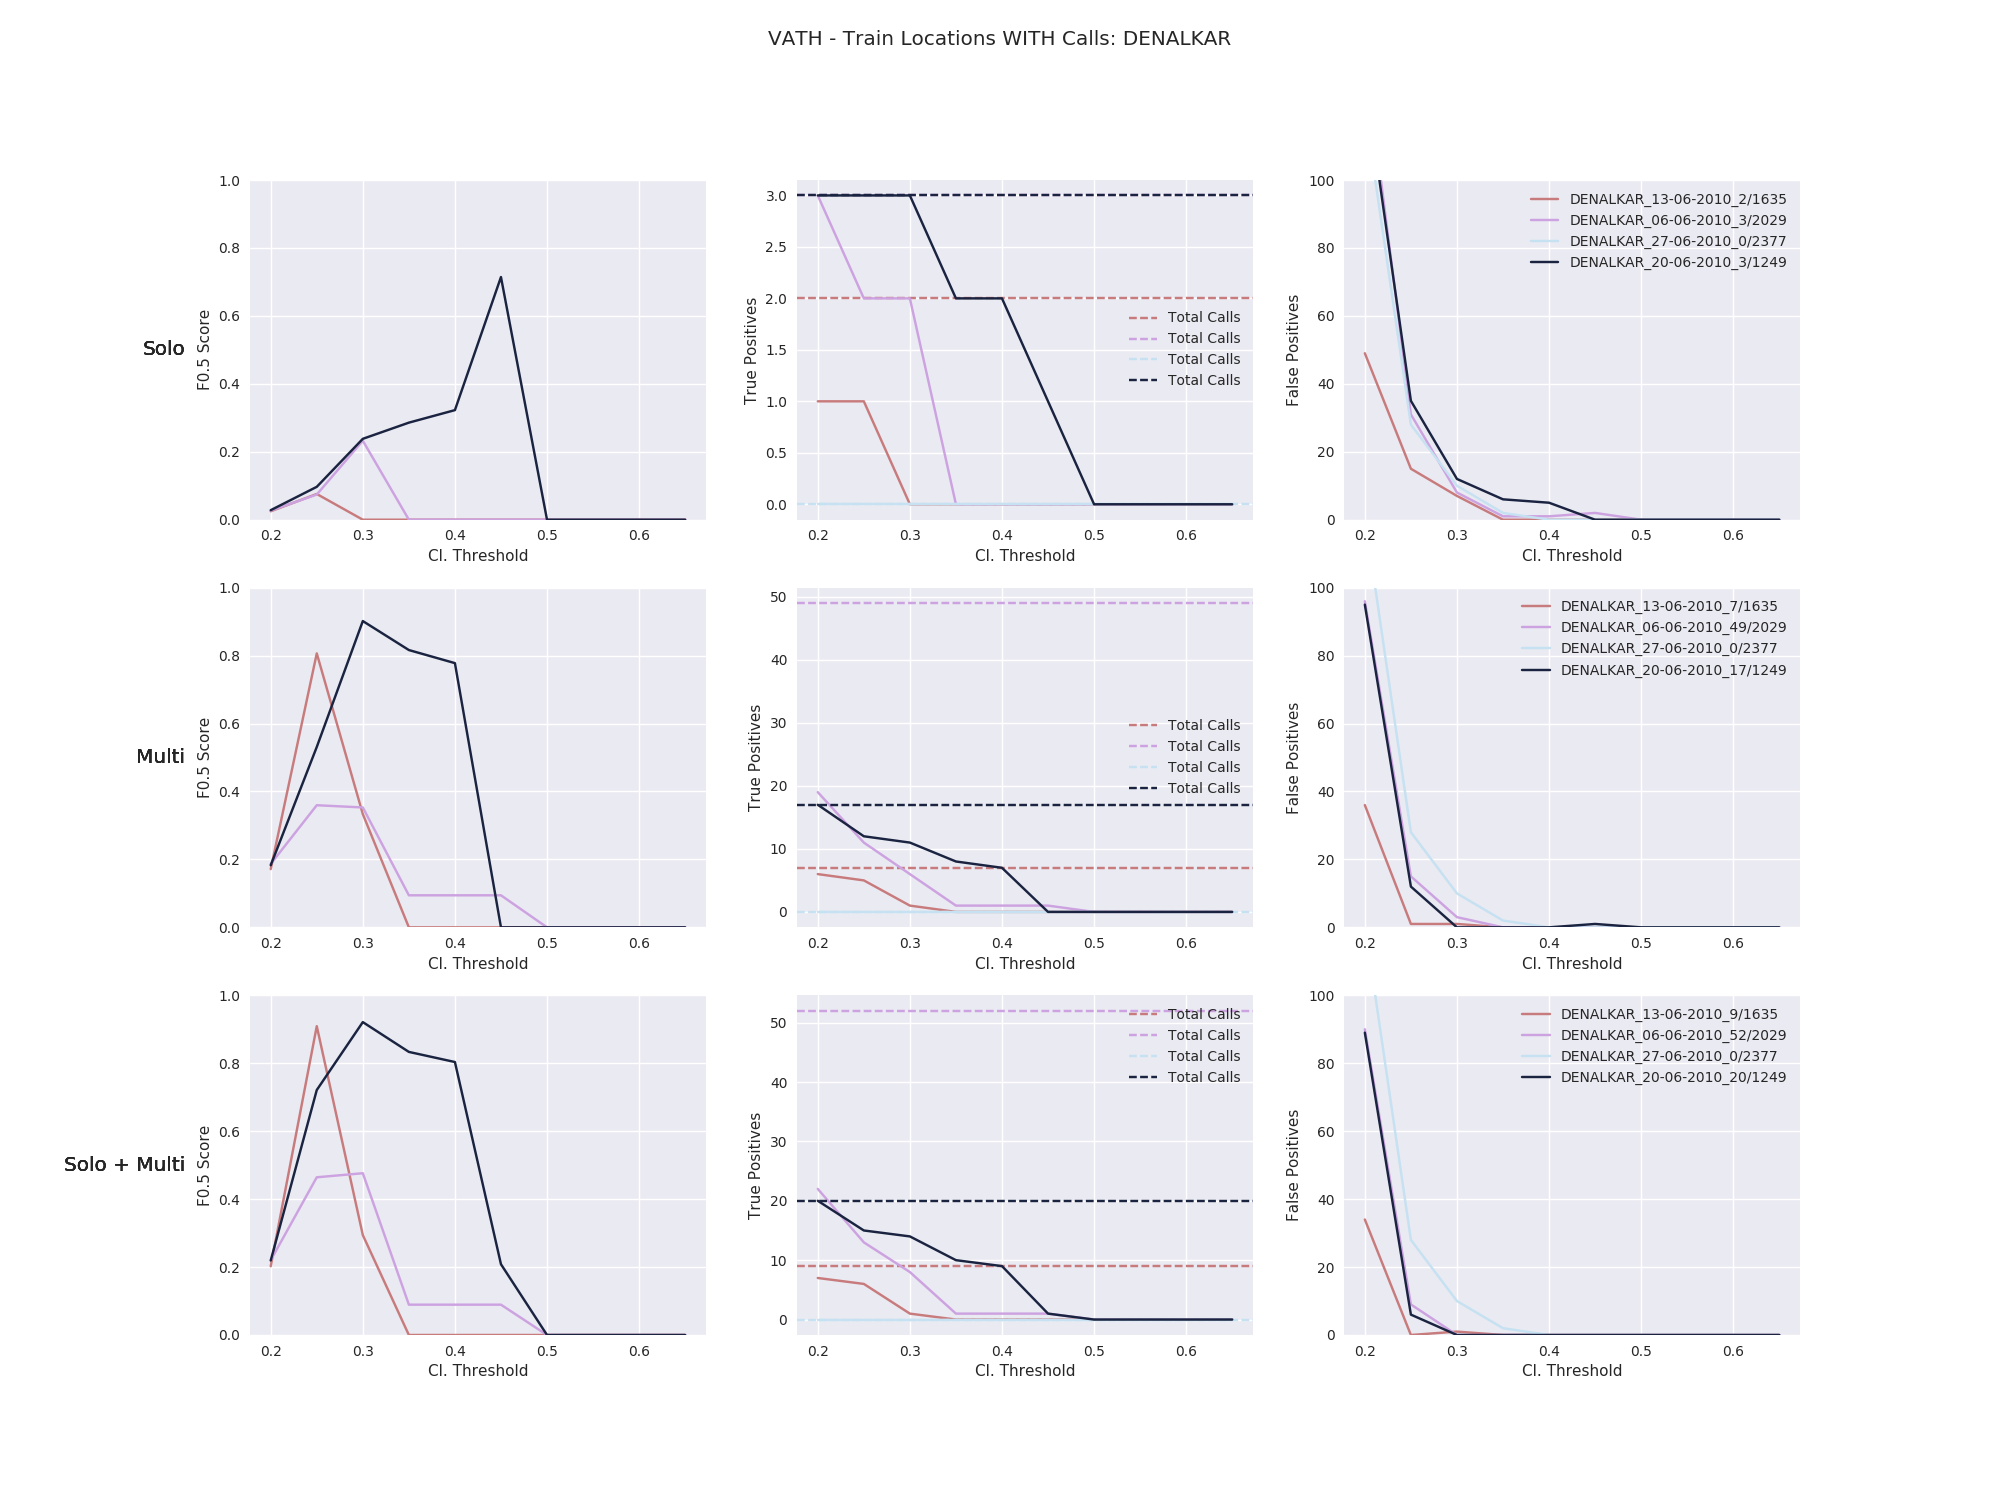 VATH - Train Locations WITH Calls: DENALKAR
Solo
F0.5 Score
1.0
0.8
0.6
0.4
0.2
0.0
0.2 0.3 0.4 0.5 0.6
Cl. Threshold
True Positives
3.0
2.5
2.0
1.5
1.0
0.5
0.0
Total Calls
Total Calls
Total Calls
Total Calls
0.2 0.3 0.4 0.5 0.6
Cl. Threshold
False Positives
100
80
60
40
20
0
DENALKAR_13-06-2010_2/1635
DENALKAR_06-06-2010_3/2029
DENALKAR_27-06-2010_0/2377
DENALKAR_20-06-2010_3/1249
0.2 0.3 0.4 0.5 0.6
Cl. Threshold
Multi
F0.5 Score
1.0
0.8
0.6
0.4
0.2
0.0
0.2 0.3 0.4 0.5 0.6
Cl. Threshold
True Positives
50
40
30
20
10
0
Total Calls
Total Calls
Total Calls
Total Calls
0.2 0.3 0.4 0.5 0.6
Cl. Threshold
False Positives
100
80
60
40
20
0
DENALKAR_13-06-2010_7/1635
DENALKAR_06-06-2010_49/2029
DENALKAR_27-06-2010_0/2377
DENALKAR_20-06-2010_17/1249
0.2 0.3 0.4 0.5 0.6
Cl. Threshold
Solo + Multi
F0.5 Score
1.0
0.8
0.6
0.4
0.2
0.0
0.2 0.3 0.4 0.5 0.6
Cl. Threshold
True Positives
50
40
30
20
10
0
Total Calls
Total Calls
Total Calls
Total Calls
0.2 0.3 0.4 0.5 0.6
Cl. Threshold
False Positives
100
80
60
40
20
0
DENALKAR_13-06-2010_9/1635
DENALKAR_06-06-2010_52/2029
DENALKAR_27-06-2010_0/2377
DENALKAR_20-06-2010_20/1249
0.2 0.3 0.4 0.5 0.6
Cl. Threshold